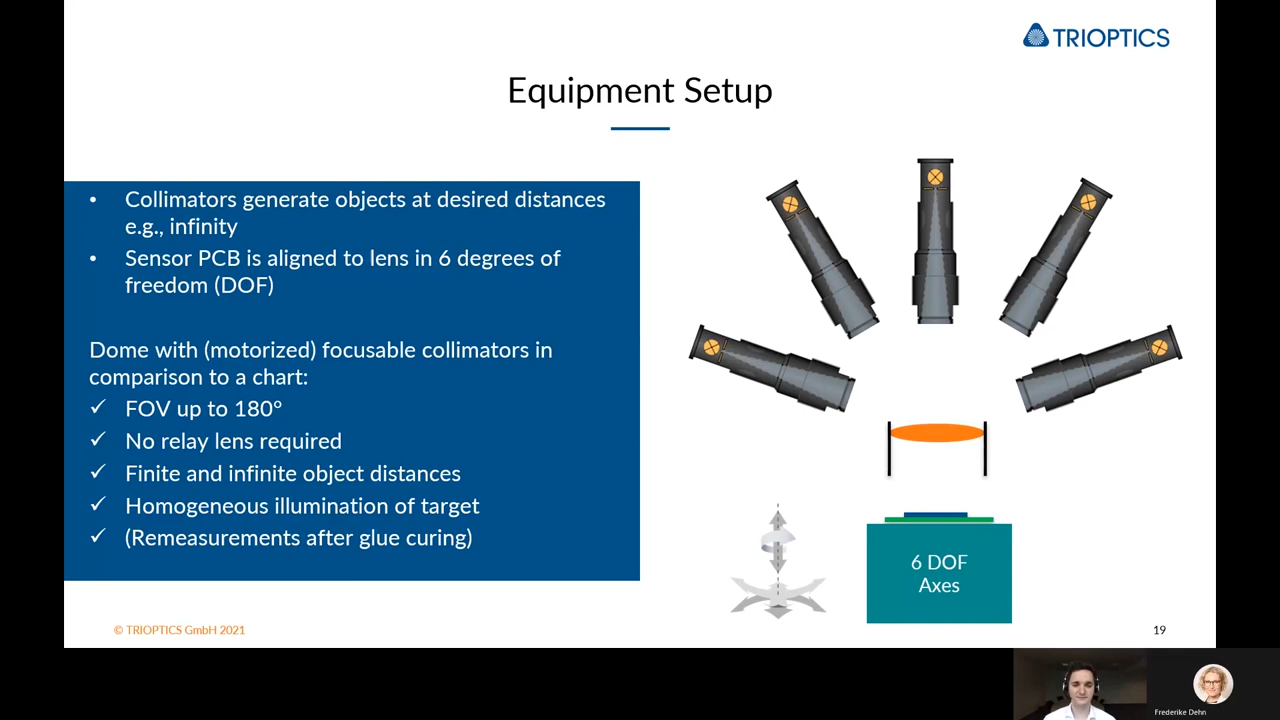 TRIOPTICS
Equipment Setup
• Collimators generate objects at desired distances
e.g., infinity
• Sensor PCB is aligned to lens in 6 degrees of
freedom (DOF)
Dome with (motorized) focusable collimators in
comparison to a chart:
✓ FOV up to 180°
✓ No relay lens required
✓ Finite and infinite object distances
✓ Homogeneous illumination of target
✓ (Remeasurements after glue curing)
6 DOF
Axes
© TRIOPTICS GmbH 2021
19
Frederike Dehn